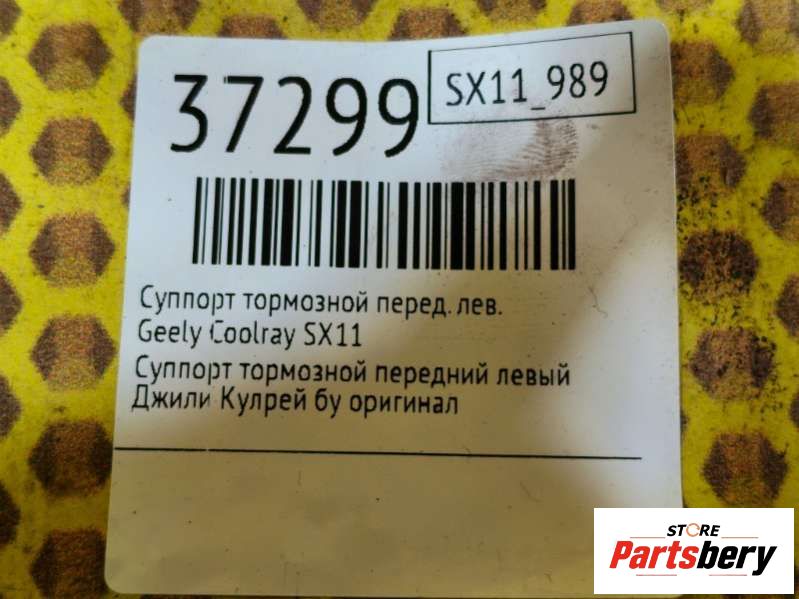 37299
SX11_989
Суппорт тормозной перед. лев.
Geely Coolray SX11
Суппорт тормозной передний левый
Джили Кулрей бу оригинал
STORE
Partsbery